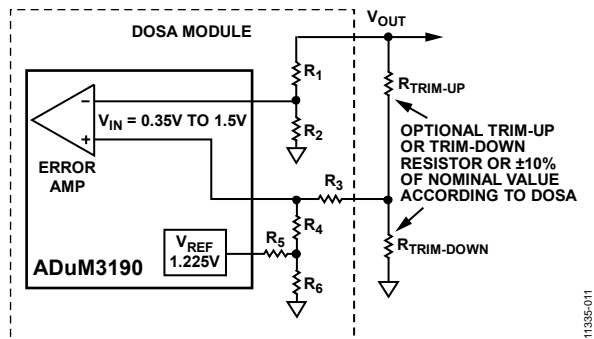 DOSA MODULE
VOUT
R1
RTRIM-UP
−
VIN = 0.35V TO 1.5V
R2
+
ERROR
AMP
OPTIONAL TRIM-UP
OR TRIM-DOWN
RESISTOR OR ±10%
OF NOMINAL VALUE
ACCORDING TO DOSA
R3
R4
VREF
1.225V
R5
RTRIM-DOWN
ADuM3190
R6
11335-011